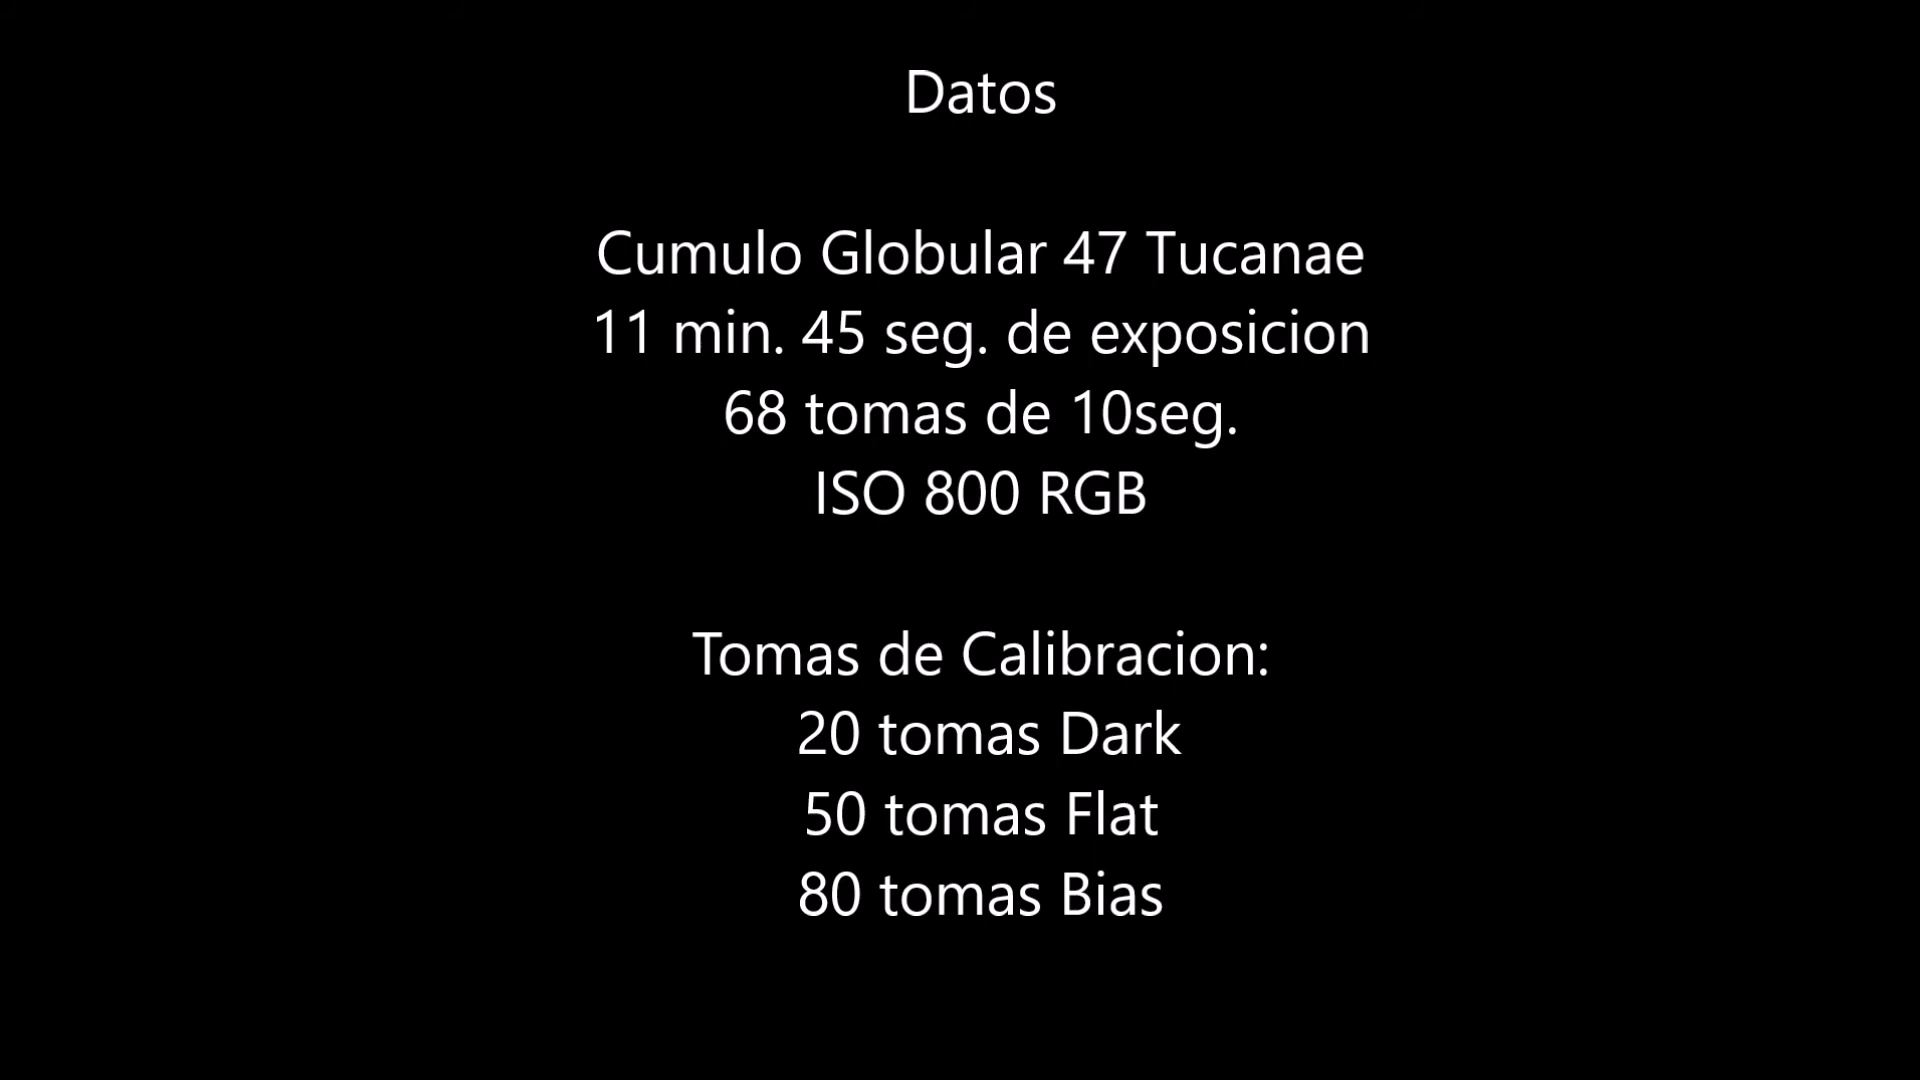 Datos
Cumulo Globular 47 Tucanae
11 min. 45 seg. de exposicion
68 tomas de 10seg.
ISO 800 RGB
Tomas de Calibracion:
20 tomas Dark
50 tomas Flat
80 tomas Bias